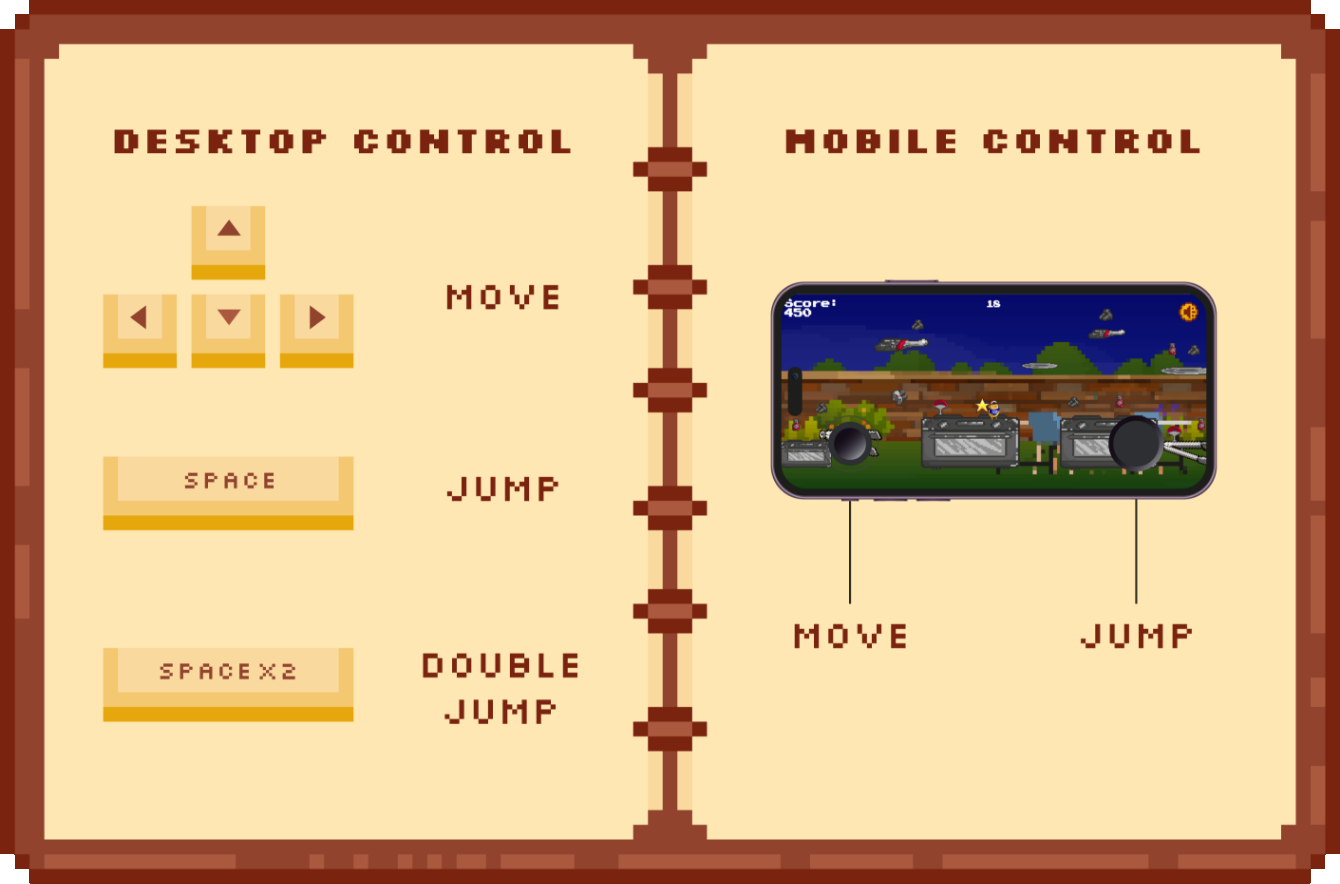 DESKTOP CONTROL
MOVE
SPACE
JUMP
SPACE X2
DOUBLE
JUMP
MOBILE CONTROL
Score:
450
18
MOVE
JUMP